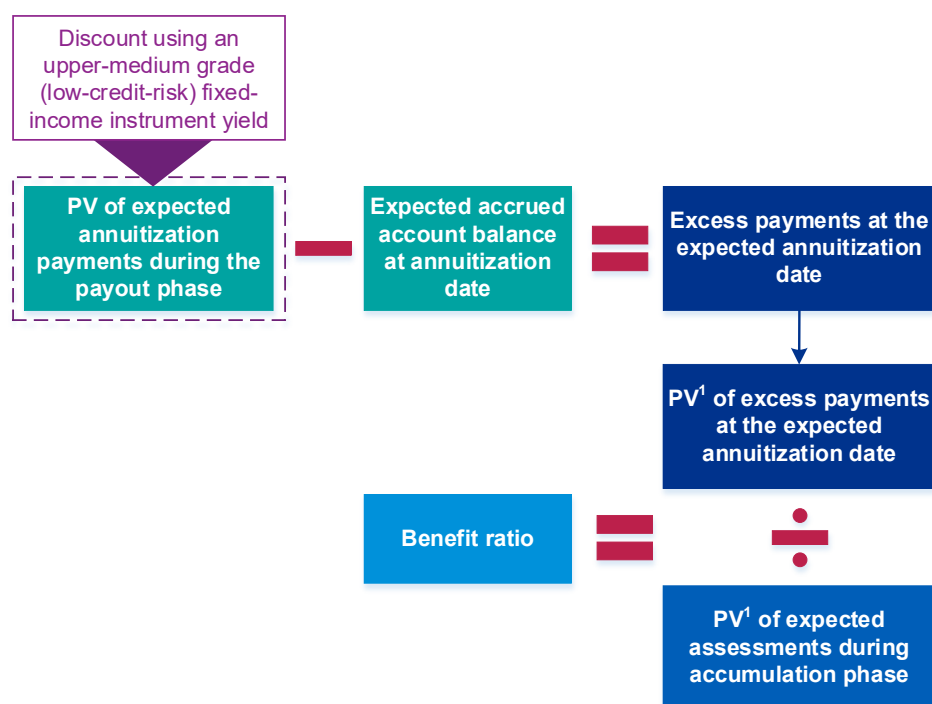 Discount using an
upper-medium grade
(low-credit-risk) fixed-
income instrument yield
PV of expected
annuitization
payments during the
payout phase
Expected accrued
account balance
at annuitization
date
Excess payments at the
expected annuitization
date
PV¹ of excess payments
at the expected
annuitization date
Benefit ratio
PV¹ of expected
assessments during
accumulation phase